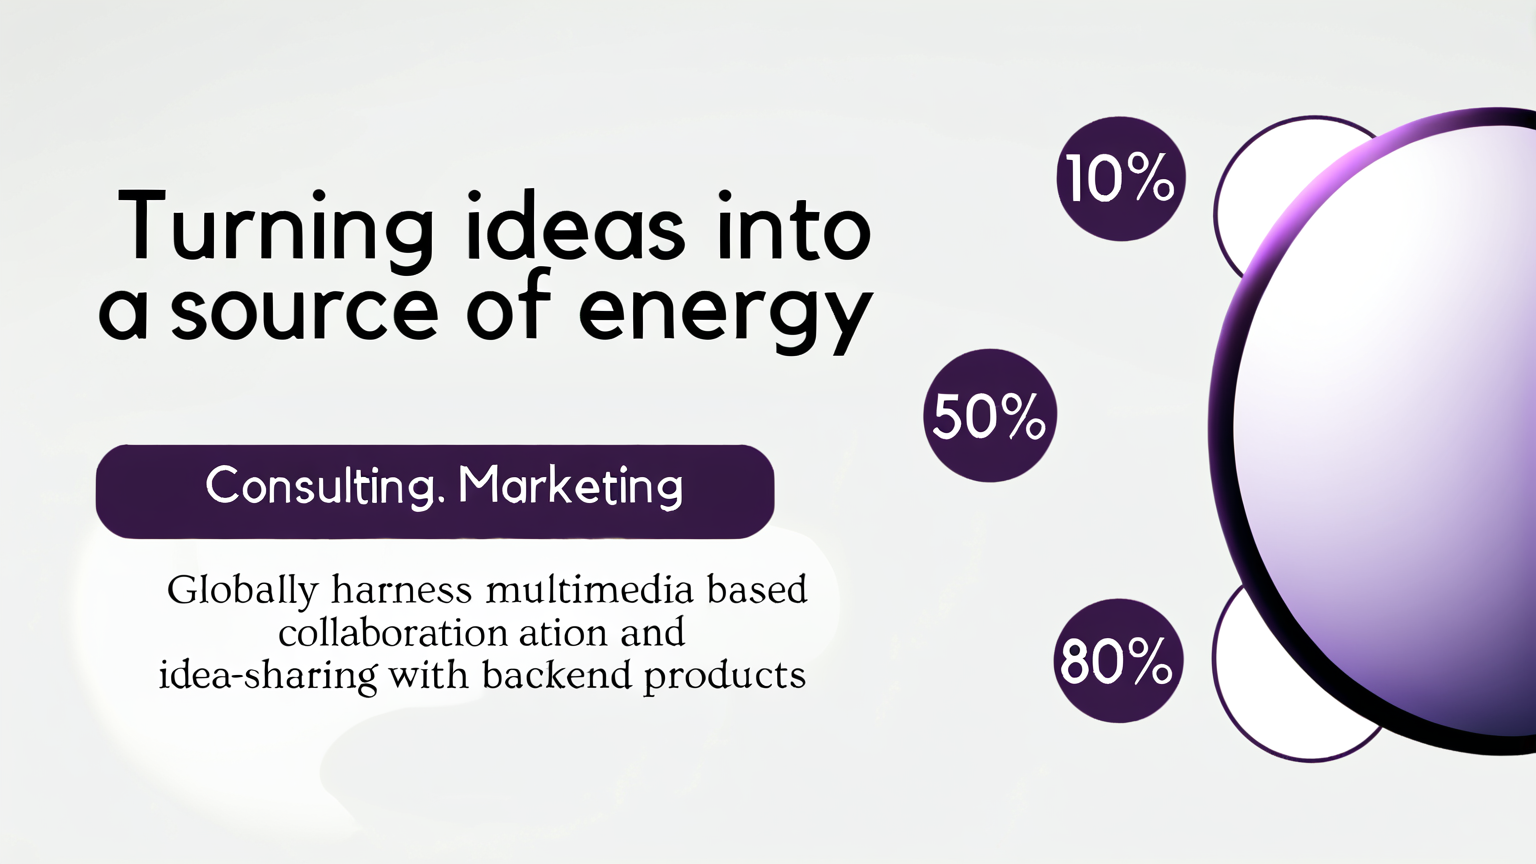 Turning ideas into
a source of energy
Consulting. Marketing
Globally harness multimedia based
collaboration ation and
idea-sharing with backend products
10%
50%
80%